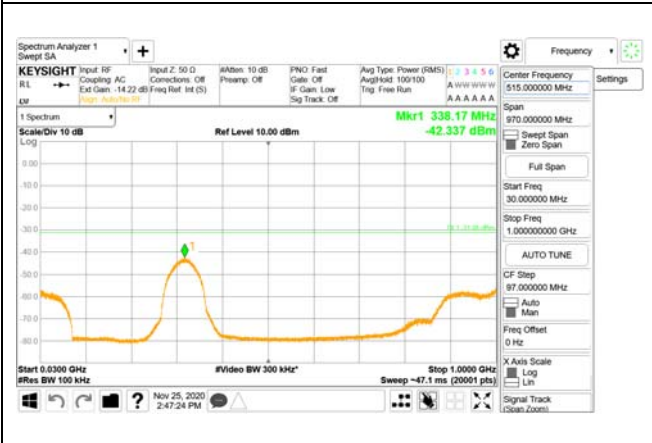 Spectrum Analyzer 1
Swept SA
Frequency
KEYSIGHT
RL
Input: RF
Coupling: AC
Ext Gain: -14.22 dB
Align: Auto/No RF
Input Z: 50 Ω
Corrections: Off
Freq Ref: Int (S)
#Atten: 10 dB
Preamp: Off
PNO: Fast
Gate: Off
IF Gain: Low
Sig Track: Off
Avg Type: Power (RMS)
Avg|Hold: 100/100
Trig: Free Run
1 2 3 4 5 6
A W W W W W
A A A A A A
1 Spectrum
Scale/Div 10 dB
Ref Level 10.00 dBm
Mkr1 338.17 MHz
-42.337 dBm
Log
0.00
-10.0
-20.0
-30.0
-40.0
-50.0
-60.0
-70.0
-80.0
1
Start 0.0300 GHz
#Res BW 100 kHz
#Video BW 300 kHz*
Stop 1.0000 GHz
Sweep ~47.1 ms (20001 pts)
?
Nov 25, 2020
2:47:24 PM
Center Frequency
515.000000 MHz
Settings
Span
970.000000 MHz
Swept Span
Zero Span
Full Span
Start Freq
30.000000 MHz
Stop Freq
1.000000000 GHz
AUTO TUNE
CF Step
97.000000 MHz
Auto
Man
Freq Offset
0 Hz
X Axis Scale
Log
Lin
Signal Track
(Span Zoom)